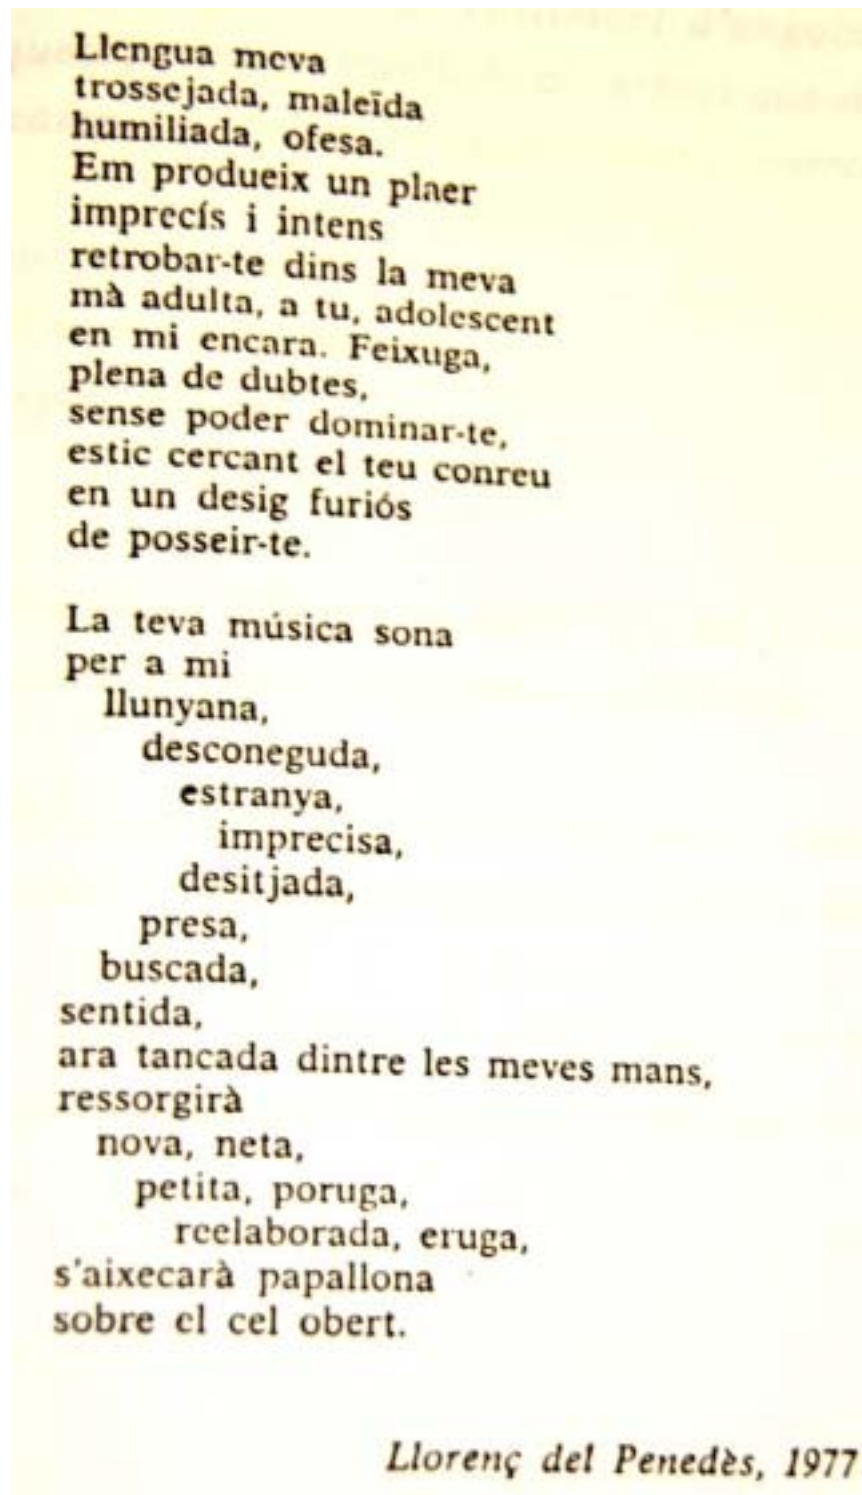 Llengua meva
trossejada, maleïda
humiliada, ofesa.
Em produeix un plaer
imprecís i intens
retrobar-te dins la meva
mà adulta, a tu, adolescent
en mi encara. Feixuga,
plena de dubtes,
sense poder dominar-te,
estic cercant el teu conreu
en un desig furiós
de posseir-te.

La teva música sona
per a mi
llunyana,
desconeguda,
estranya,
imprecisa,
desitjada,
presa,
buscada,
sentida,
ara tancada dintre les meves mans,
ressorgirà
nova, neta,
petita, poruga,
reelaborada, eruga,
s'aixecarà papallona
sobre el cel obert.

Llorenç del Penedès, 1977